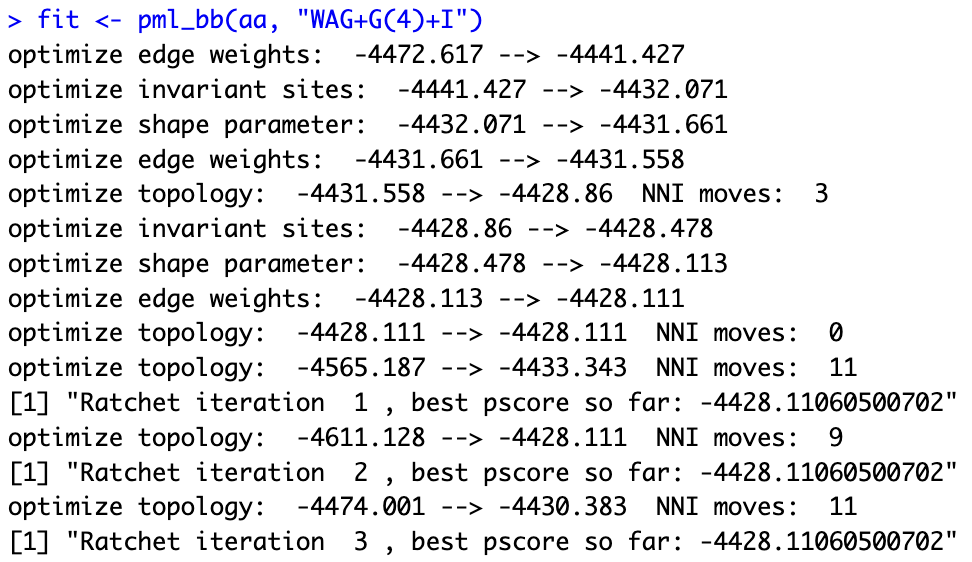 > fit <- pml_bb(aa, "WAG+G(4)+I")
optimize edge weights:  -4472.617 --> -4441.427
optimize invariant sites:  -4441.427 --> -4432.071
optimize shape parameter:  -4432.071 --> -4431.661
optimize edge weights:  -4431.661 --> -4431.558
optimize topology:  -4431.558 --> -4428.86  NNI moves:  3
optimize invariant sites:  -4428.86 --> -4428.478
optimize shape parameter:  -4428.478 --> -4428.113
optimize edge weights:  -4428.113 --> -4428.111
optimize topology:  -4428.111 --> -4428.111  NNI moves:  0
optimize topology:  -4565.187 --> -4433.343  NNI moves:  11
[1] "Ratchet iteration  1 , best pscore so far: -4428.11060500702"
optimize topology:  -4611.128 --> -4428.111  NNI moves:  9
[1] "Ratchet iteration  2 , best pscore so far: -4428.11060500702"
optimize topology:  -4474.001 --> -4430.383  NNI moves:  11
[1] "Ratchet iteration  3 , best pscore so far: -4428.11060500702"